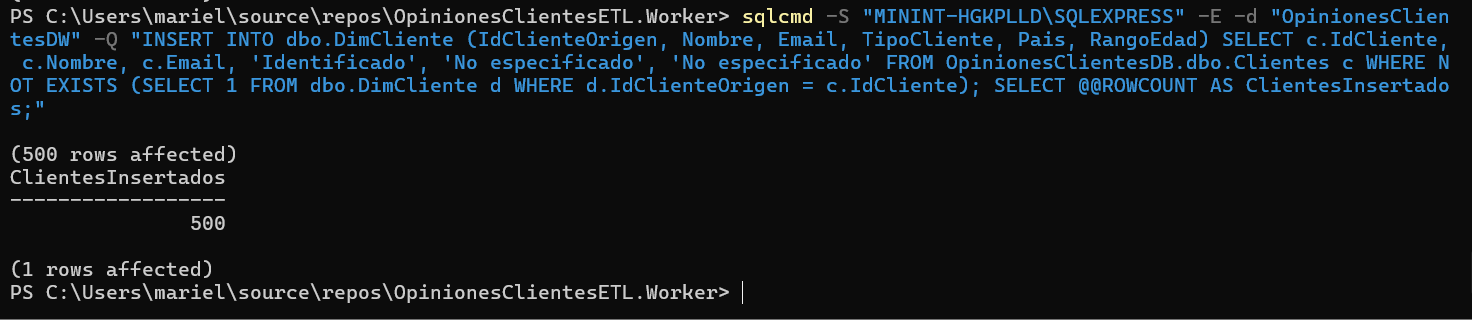 PS C:\Users\mariel\source\repos\OpinionesClientesETL.Worker> sqlcmd -S "MININT-HGKPLLD\SQLEXPRESS" -E -d "OpinionesClien
tesDW" -Q "INSERT INTO dbo.DimCliente (IdClienteOrigen, Nombre, Email, TipoCliente, Pais, RangoEdad) SELECT c.IdCliente,
 c.Nombre, c.Email, 'Identificado', 'No especificado', 'No especificado' FROM OpinionesClientesDB.dbo.Clientes c WHERE N
OT EXISTS (SELECT 1 FROM dbo.DimCliente d WHERE d.IdClienteOrigen = c.IdCliente); SELECT @@ROWCOUNT AS ClientesInsertado
s;"
(500 rows affected)
ClientesInsertados
------------------
500
(1 rows affected)
PS C:\Users\mariel\source\repos\OpinionesClientesETL.Worker>